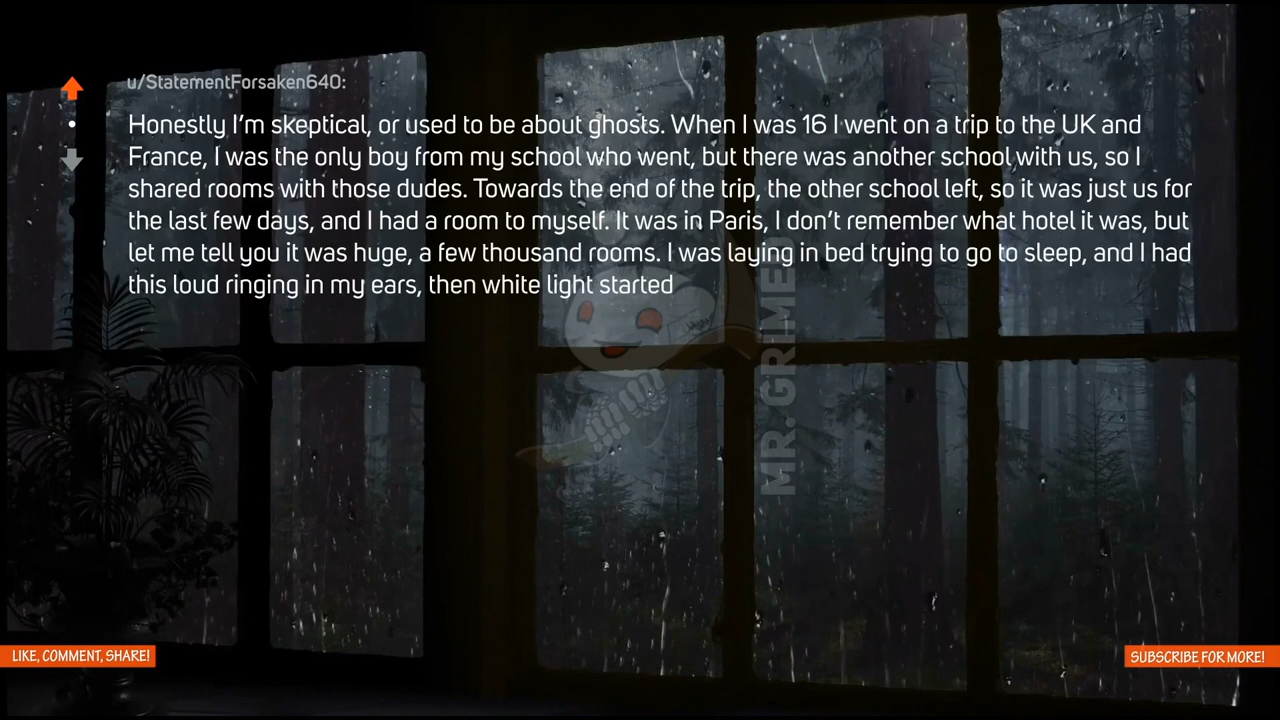 u/StatementForsaken640:
Honestly I'm skeptical, or used to be about ghosts. When I was 16 I went on a trip to the UK and
France, I was the only boy from my school who went, but there was another school with us, so I
shared rooms with those dudes. Towards the end of the trip, the other school left, so it was just us for
the last few days, and I had a room to myself. It was in Paris, I don't remember what hotel it was, but
let me tell you it was huge, a few thousand rooms. I was laying in bed trying to go to sleep, and I had
this loud ringing in my ears, then white light started
MR. GRIMED
LIKE, COMMENT, SHARE!
SUBSCRIBE FOR MORE!